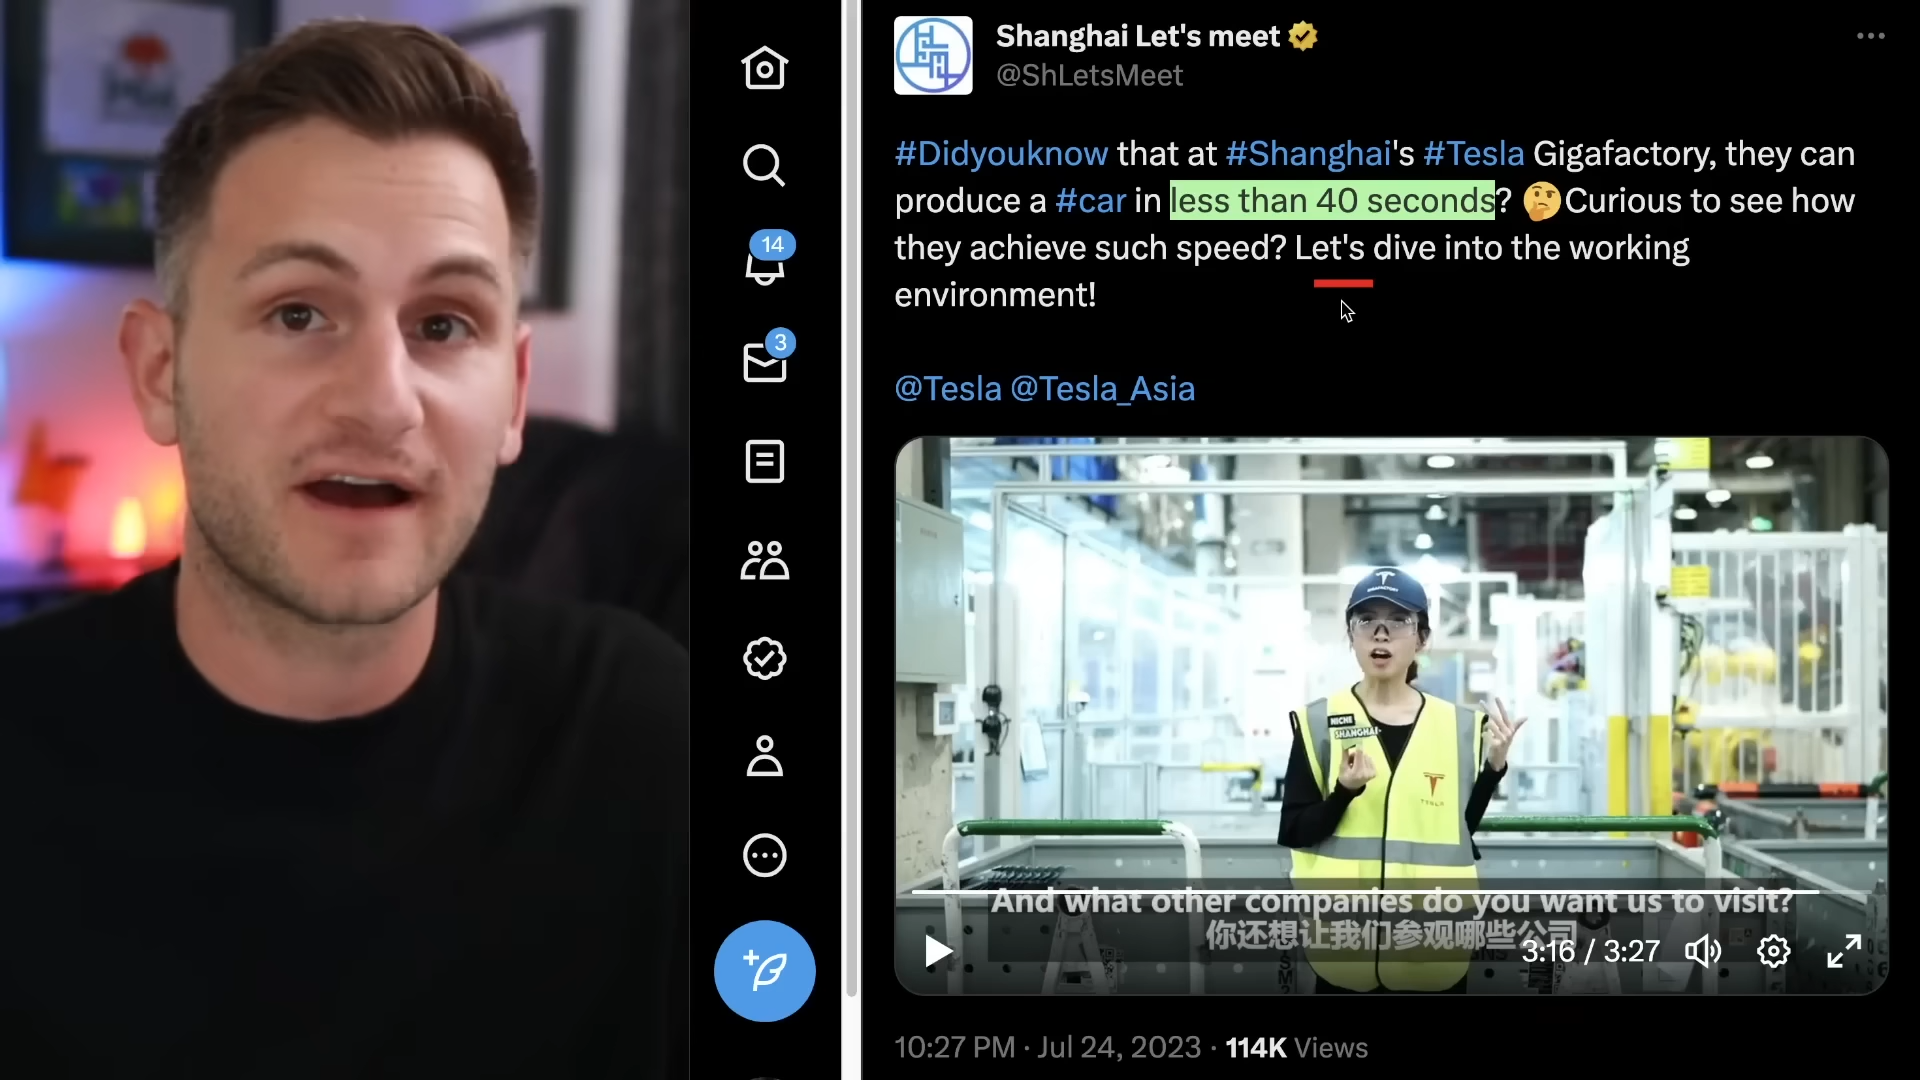 Shanghai Let's meet
@ShLetsMeet
#Didyouknow that at #Shanghai's #Tesla Gigafactory, they can
produce a #car in less than 40 seconds? 🤔Curious to see how
they achieve such speed? Let's dive into the working
environment!
@Tesla @Tesla_Asia
14
3
NICHE
SHANGHAI
TESLA
And what other companies do you want us to visit?
你还想让我们参观哪些公司
3:16 / 3:27
10:27 PM · Jul 24, 2023 · 114K Views